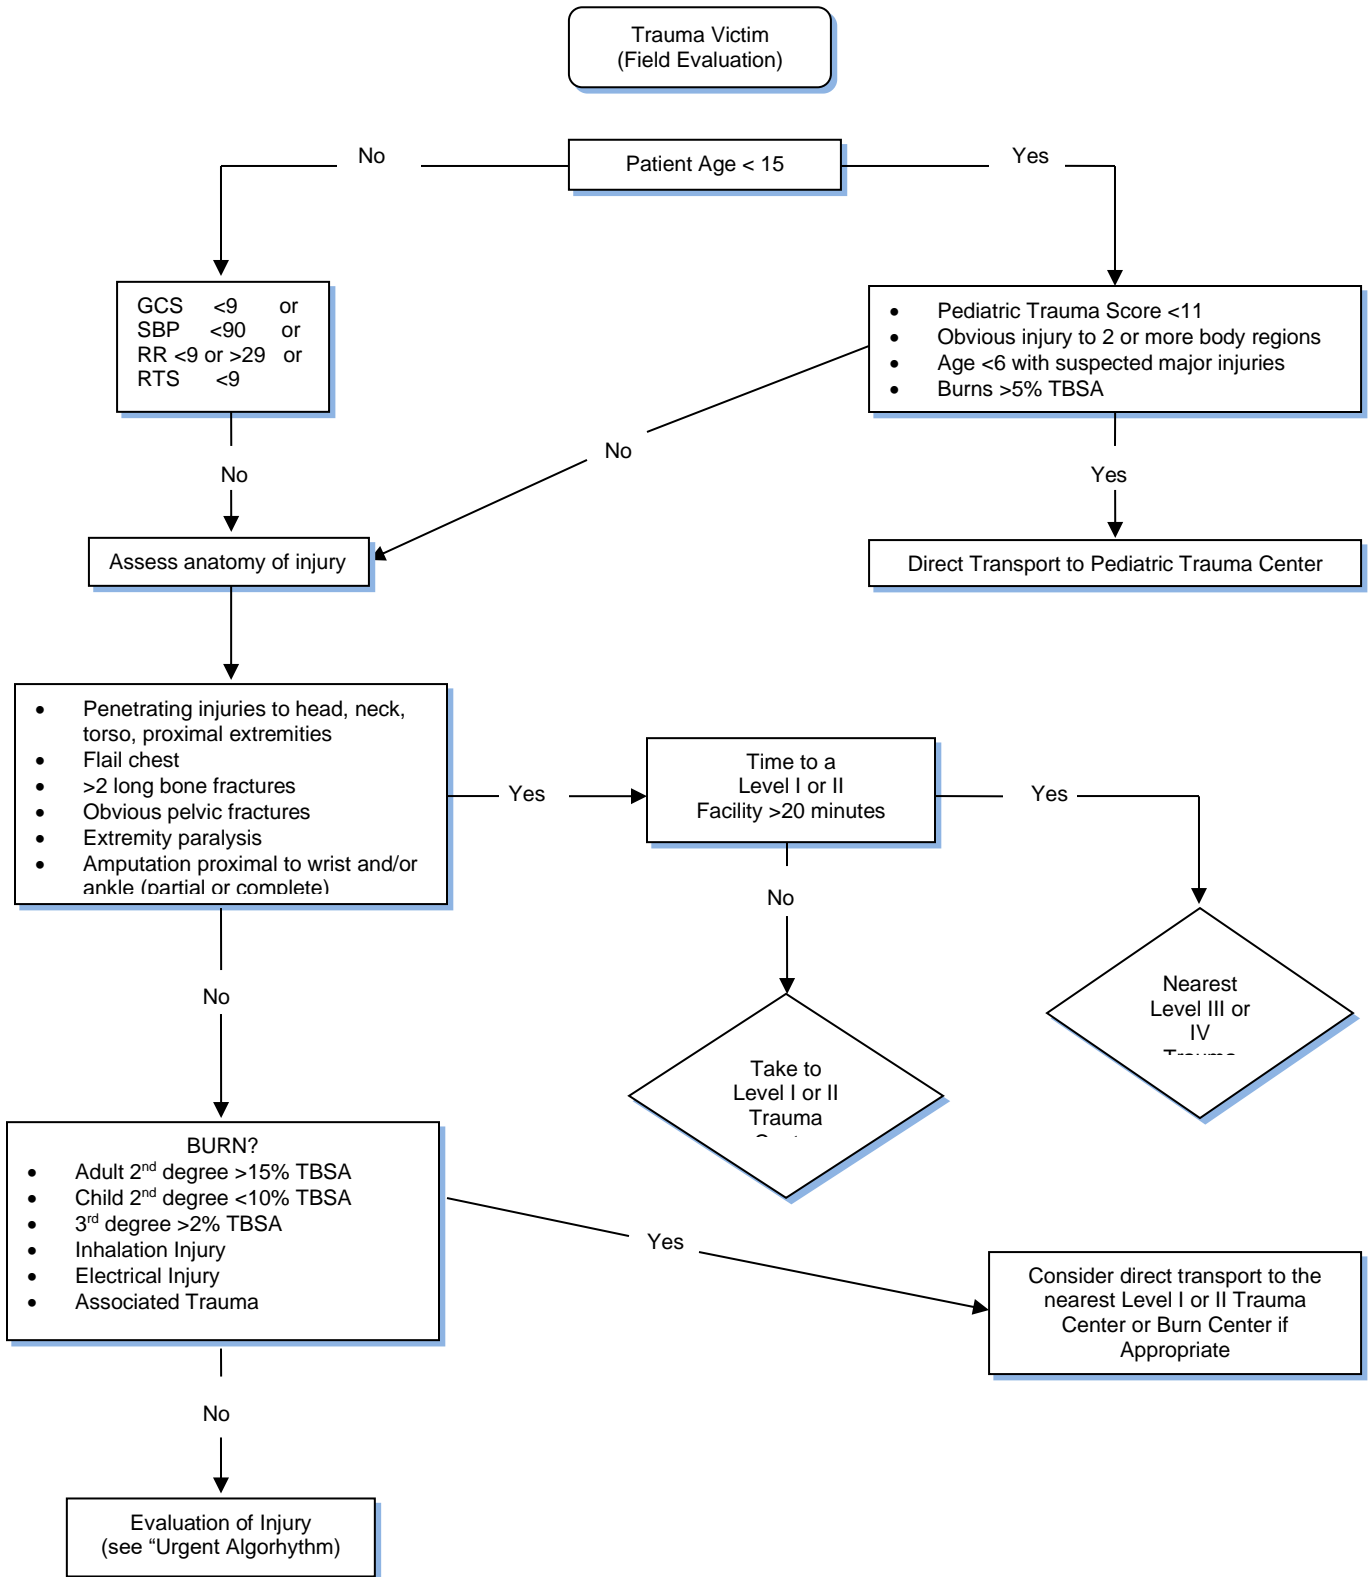 Trauma Victim
(Field Evaluation)
No
Patient Age < 15
Yes
GCS <9 or
SBP <90 or
RR <9 or >29 or
RTS <9
• Pediatric Trauma Score <11
• Obvious injury to 2 or more body regions
• Age <6 with suspected major injuries
• Burns >5% TBSA
No
No
Yes
Assess anatomy of injury
Direct Transport to Pediatric Trauma Center
• Penetrating injuries to head, neck,
torso, proximal extremities
• Flail chest
• >2 long bone fractures
• Obvious pelvic fractures
• Extremity paralysis
• Amputation proximal to wrist and/or
ankle (partial or complete)
Yes
Time to a
Level I or II
Facility >20 minutes
Yes
No
No
Nearest
Level III or
IV
Trauma
Take to
Level I or II
Trauma
BURN?
• Adult 2nd degree >15% TBSA
• Child 2nd degree <10% TBSA
• 3rd degree >2% TBSA
• Inhalation Injury
• Electrical Injury
• Associated Trauma
Yes
Consider direct transport to the
nearest Level I or II Trauma
Center or Burn Center if
Appropriate
No
Evaluation of Injury
(see “Urgent Algorhythm)